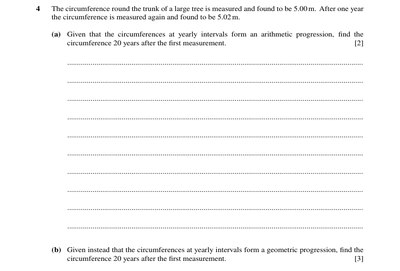 4 The circumference round the trunk of a large tree is measured and found to be 5.00 m. After one year
the circumference is measured again and found to be 5.02 m.
(a) Given that the circumferences at yearly intervals form an arithmetic progression, find the
circumference 20 years after the first measurement. [2]
(b) Given instead that the circumferences at yearly intervals form a geometric progression, find the
circumference 20 years after the first measurement. [3]